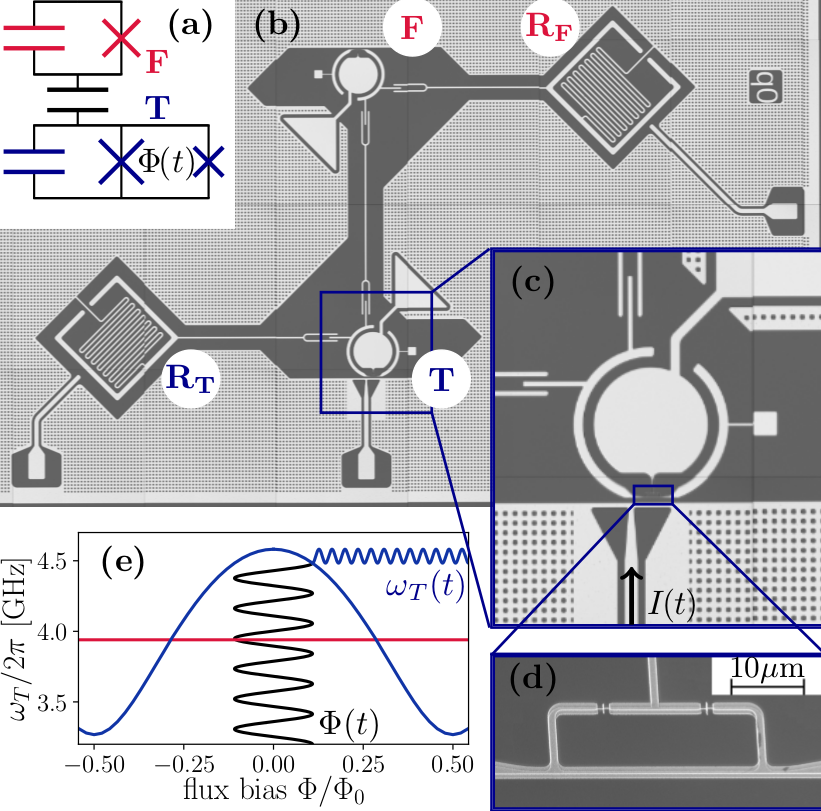 (a)
F
T
Φ(t)
(b)
F
R_F
q0
R_T
T
(c)
I(t)
(d)
10μm
(e)
ω_T/2π [GHz]
4.5
4.0
3.5
ω_T(t)
Φ(t)
−0.50
−0.25
0.00
0.25
0.50
flux bias Φ/Φ_0